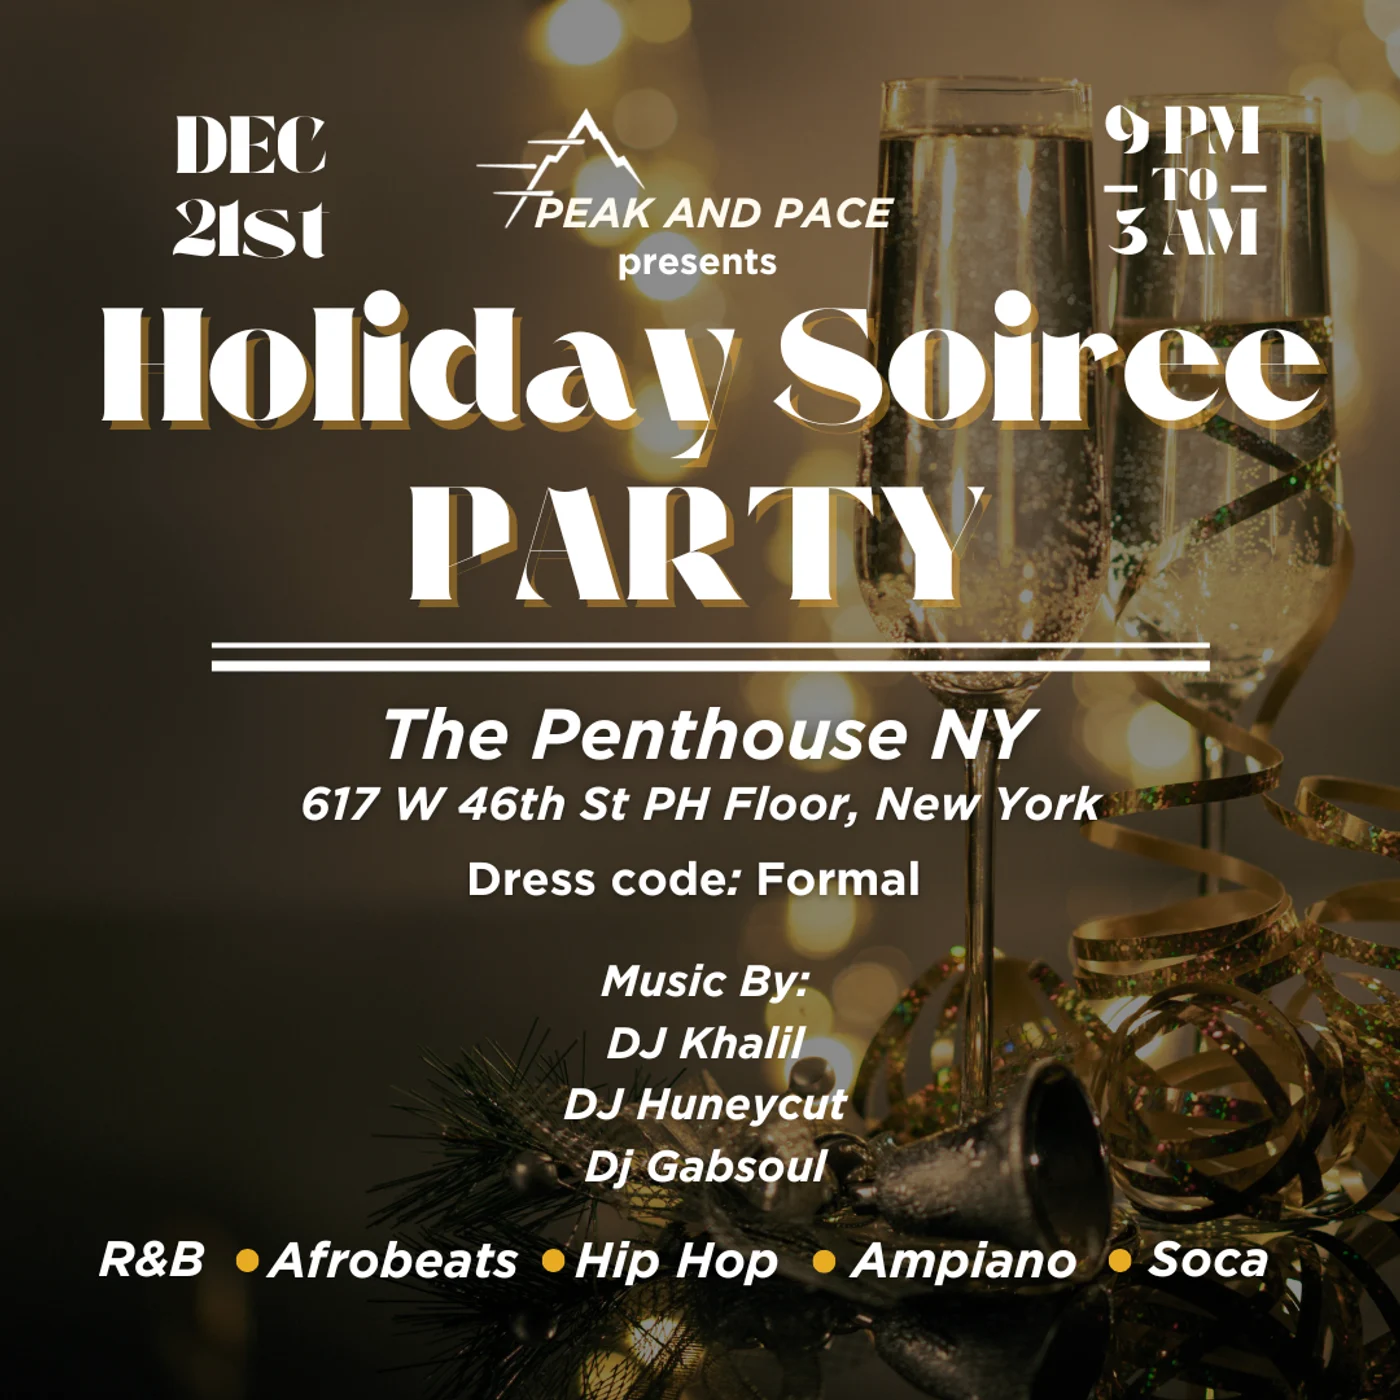 DEC
21st
PEAK AND PACE
presents
9 PM
TO
3 AM
Holiday Soiree
PARTY
The Penthouse NY
617 W 46th St PH Floor, New York
Dress code: Formal
Music By:
DJ Khalil
DJ Huneycut
Dj Gabsoul
R&B • Afrobeats • Hip Hop • Ampiano • Soca